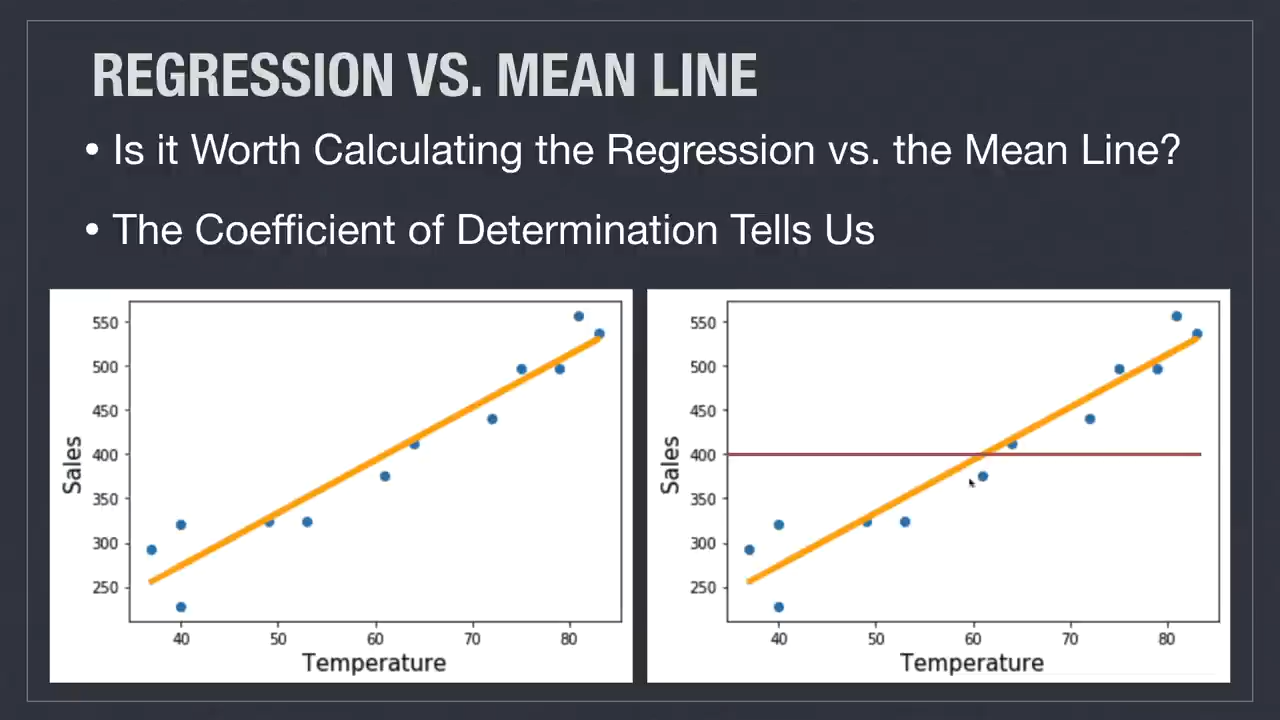 REGRESSION VS. MEAN LINE
• Is it Worth Calculating the Regression vs. the Mean Line?
• The Coefficient of Determination Tells Us
550
500
450
400
350
300
250
Sales
40 50 60 70 80
Temperature
550
500
450
400
350
300
250
Sales
40 50 60 70 80
Temperature